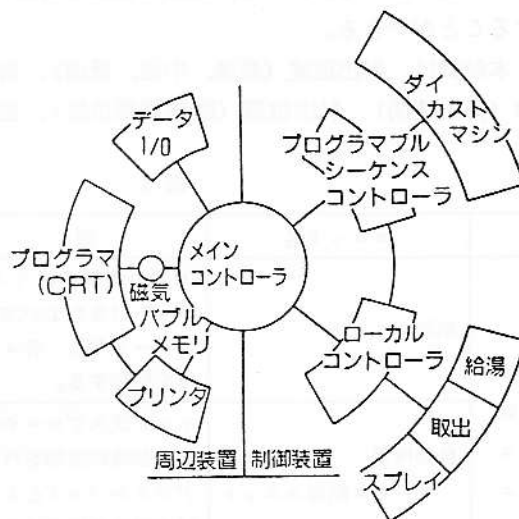 データ
I/O
プログラマ
(CRT)
磁気
バブル
メモリ
プリンタ
メイン
コントローラ
ダイ
カスト
マシン
プログラマブル
シーケンス
コントローラ
ローカル
コントローラ
給湯
取出
スプレイ
周辺装置
制御装置